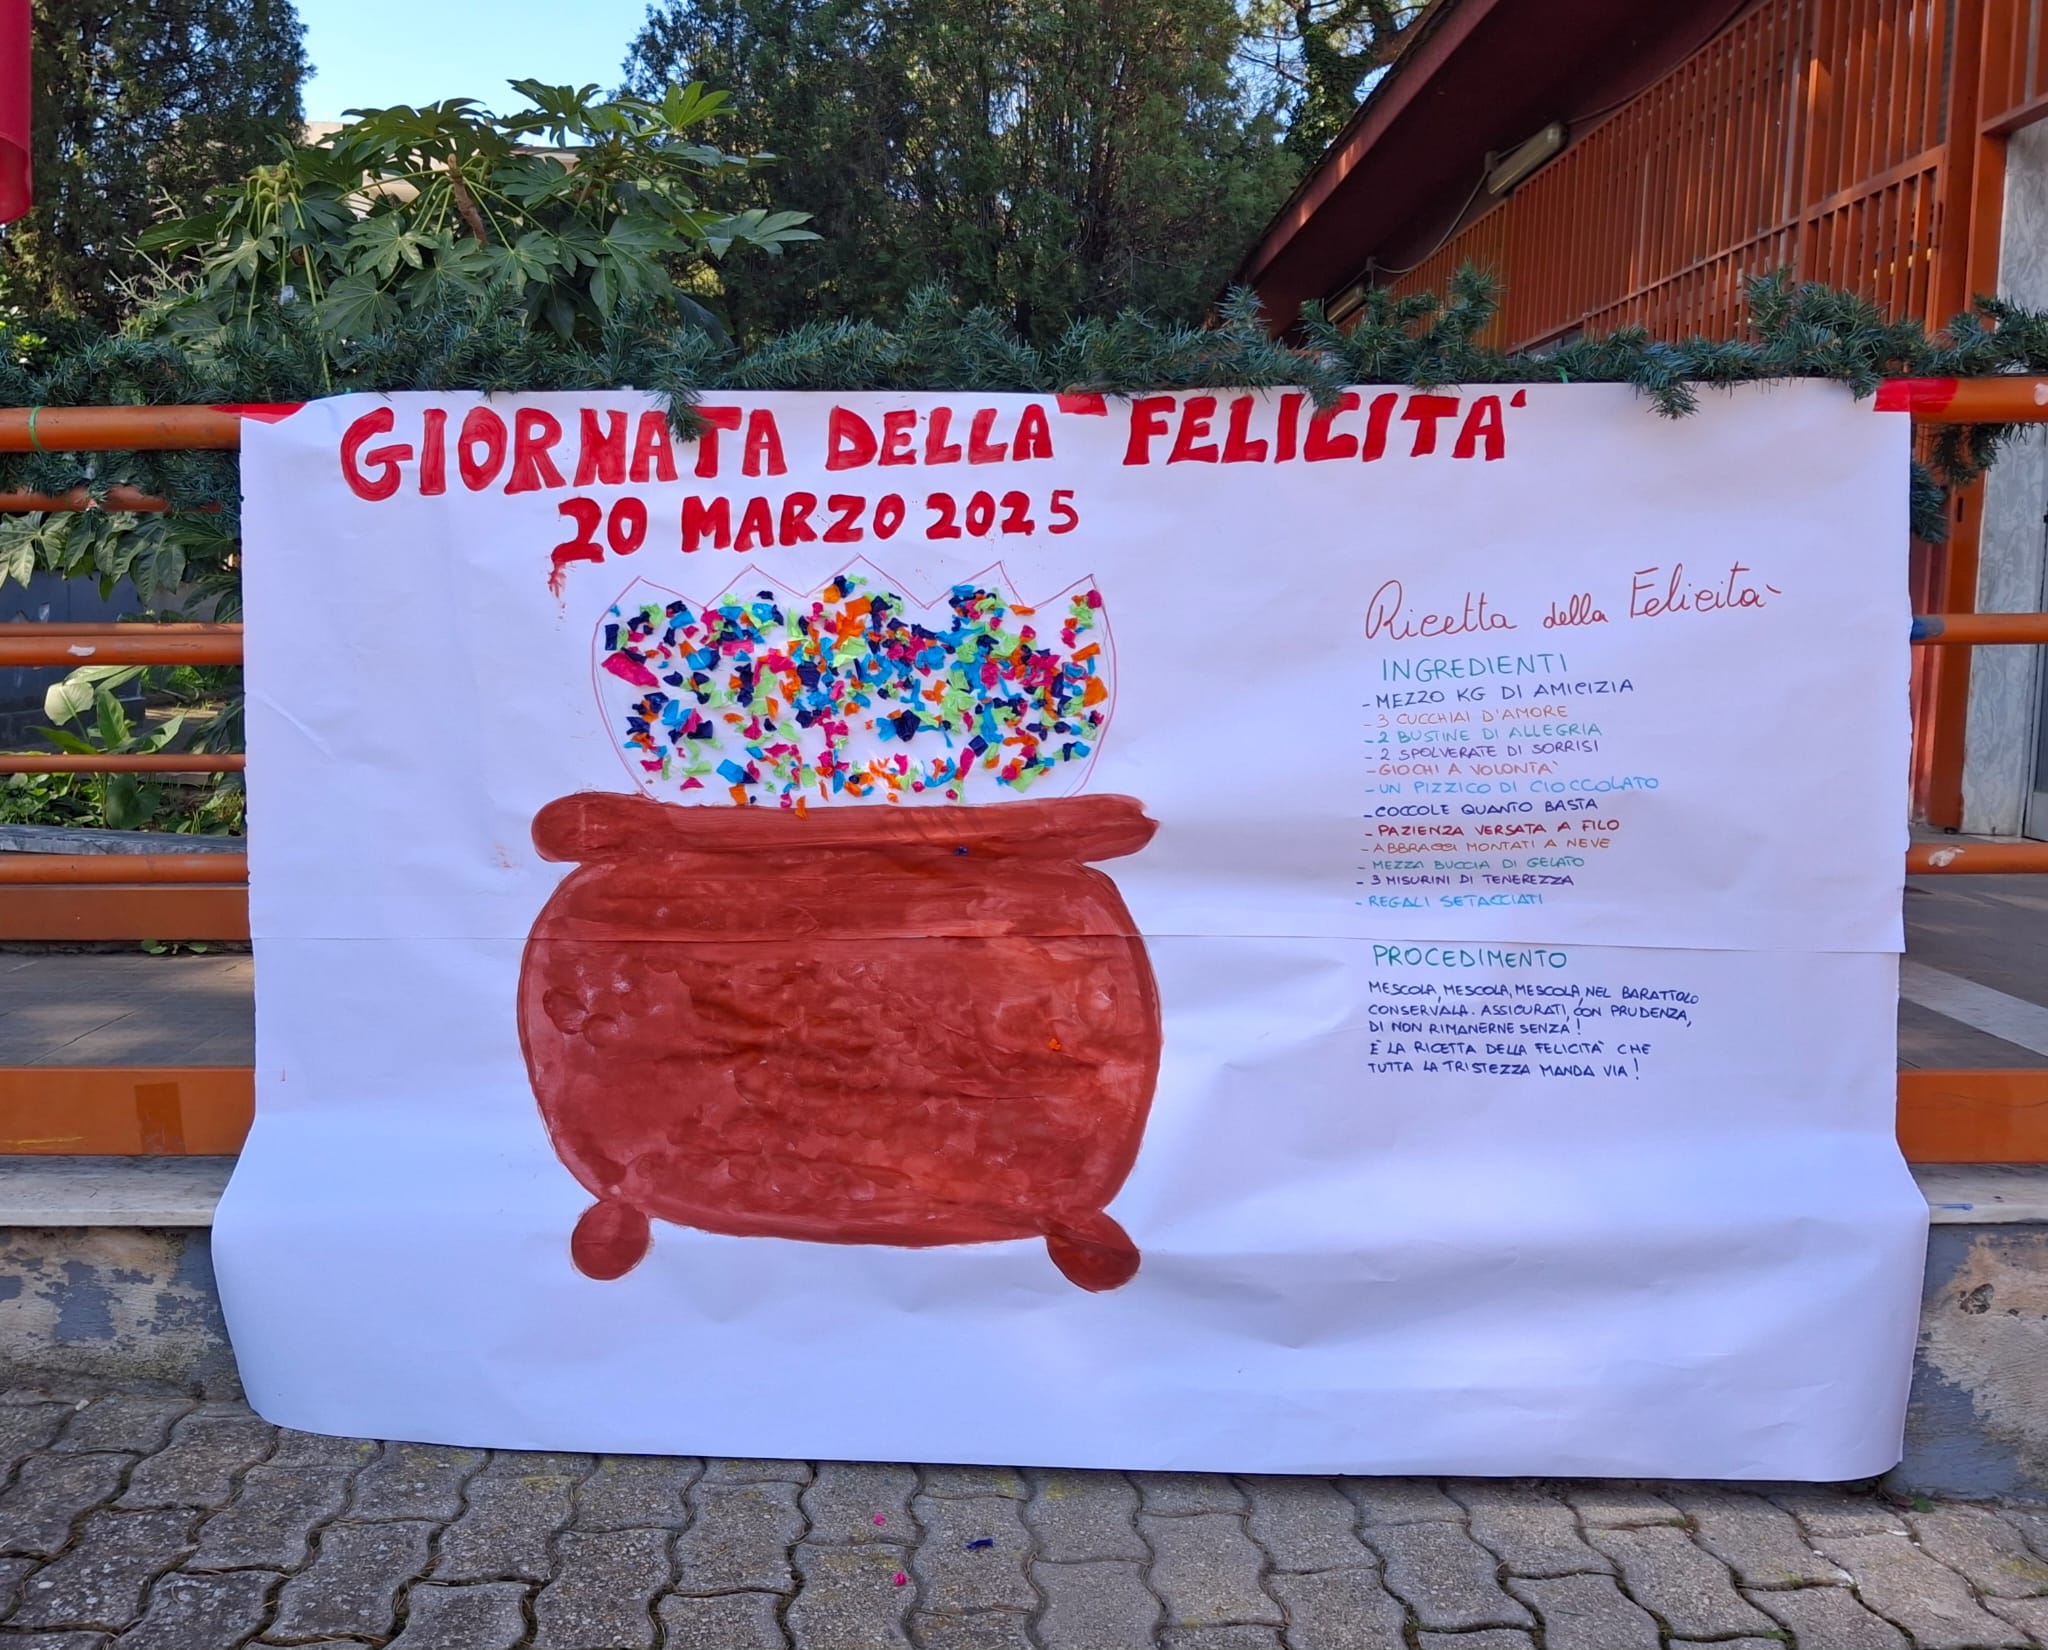 GIORNATA DELLA FELICITA'
20 MARZO 2025
Ricetta della Felicità
INGREDIENTI
- MEZZO KG DI AMICIZIA
- 3 CUCCHIAI D'AMORE
- 2 BUSTINE DI ALLEGRIA
- 2 SPOLVERATE DI SORRISI
- GIOCHI A VOLONTA'
- UN PIZZICO DI CIOCCOLATO
- COCCOLE QUANTO BASTA
- PAZIENZA VERSATA A FILO
- ABBRACCI MONTATI A NEVE
- MEZZA BUCCIA DI GELATO
- 3 MISURINI DI TENEREZZA
- REGALI SETACCIATI
PROCEDIMENTO
MESCOLA, MESCOLA, MESCOLA, NEL BARATTOLO
CONSERVALA. ASSICURATI, CON PRUDENZA,
DI NON RIMANERNE SENZA!
È LA RICETTA DELLA FELICITÀ CHE
TUTTA LA TRISTEZZA MANDA VIA!